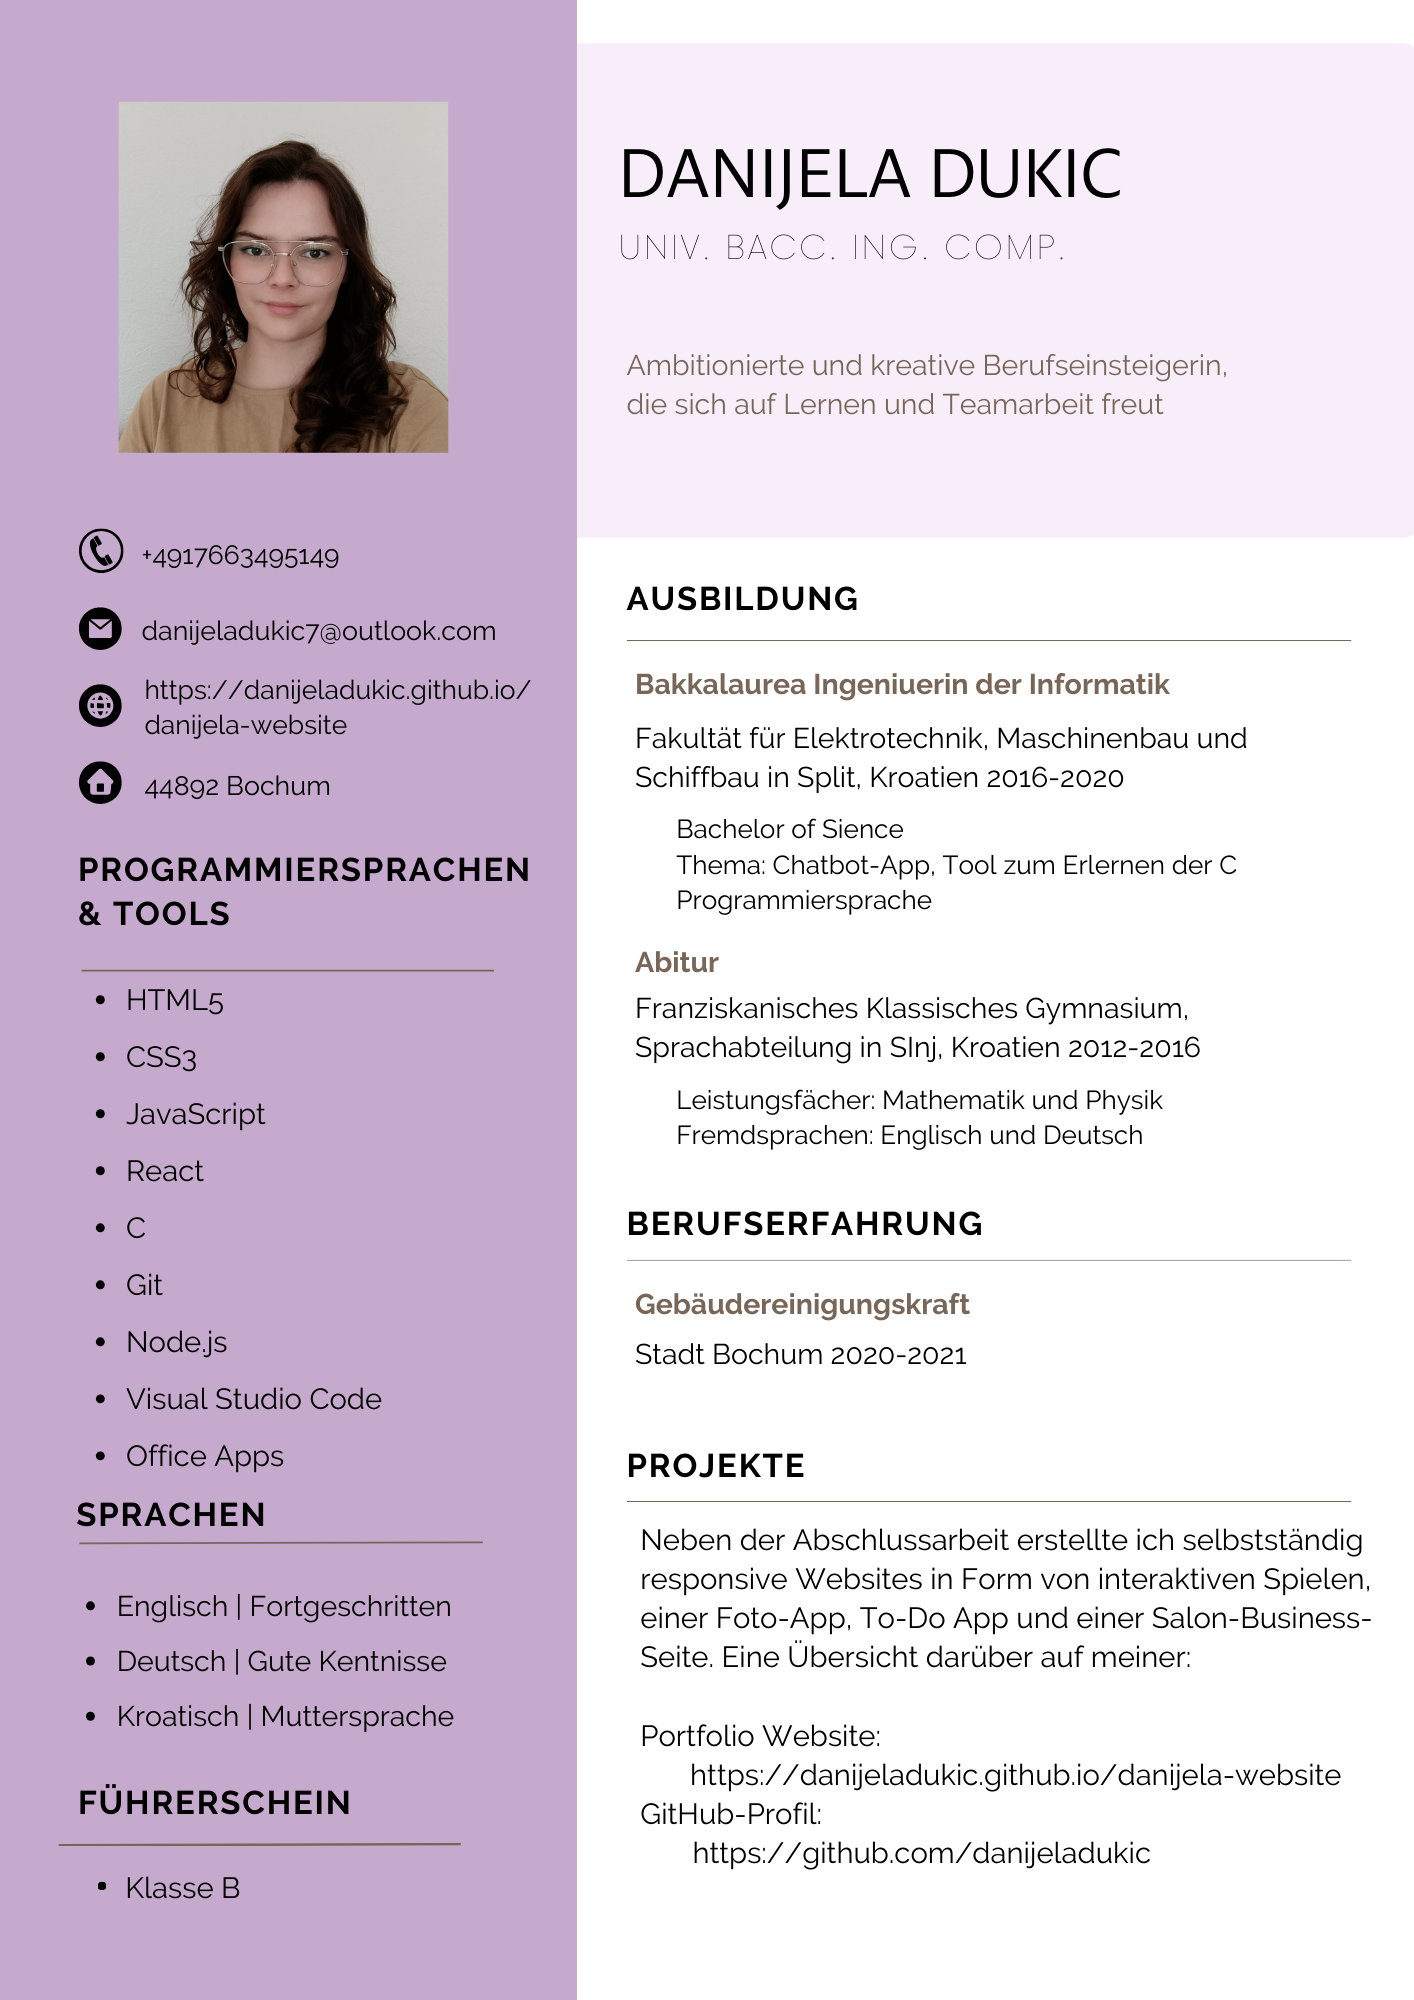 DANIJELA DUKIC
UNIV. BACC. ING. COMP.
Ambitionierte und kreative Berufseinsteigerin,
die sich auf Lernen und Teamarbeit freut
+4917663495149
danijeladukic7@outlook.com
https://danijeladukic.github.io/
danijela-website
44892 Bochum
PROGRAMMIERSPRACHEN
& TOOLS
• HTML5
• CSS3
• JavaScript
• React
• C
• Git
• Node.js
• Visual Studio Code
• Office Apps
SPRACHEN
• Englisch | Fortgeschritten
• Deutsch | Gute Kentnisse
• Kroatisch | Muttersprache
FÜHRERSCHEIN
• Klasse B
AUSBILDUNG
Bakkalaurea Ingeniuerin der Informatik
Fakultät für Elektrotechnik, Maschinenbau und
Schiffbau in Split, Kroatien 2016-2020
Bachelor of Sience
Thema: Chatbot-App, Tool zum Erlernen der C
Programmiersprache
Abitur
Franziskanisches Klassisches Gymnasium,
Sprachabteilung in SInj, Kroatien 2012-2016
Leistungsfächer: Mathematik und Physik
Fremdsprachen: Englisch und Deutsch
BERUFSERFAHRUNG
Gebäudereinigungskraft
Stadt Bochum 2020-2021
PROJEKTE
Neben der Abschlussarbeit erstellte ich selbstständig
responsive Websites in Form von interaktiven Spielen,
einer Foto-App, To-Do App und einer Salon-Business-
Seite. Eine Übersicht darüber auf meiner:
Portfolio Website:
https://danijeladukic.github.io/danijela-website
GitHub-Profil:
https://github.com/danijeladukic